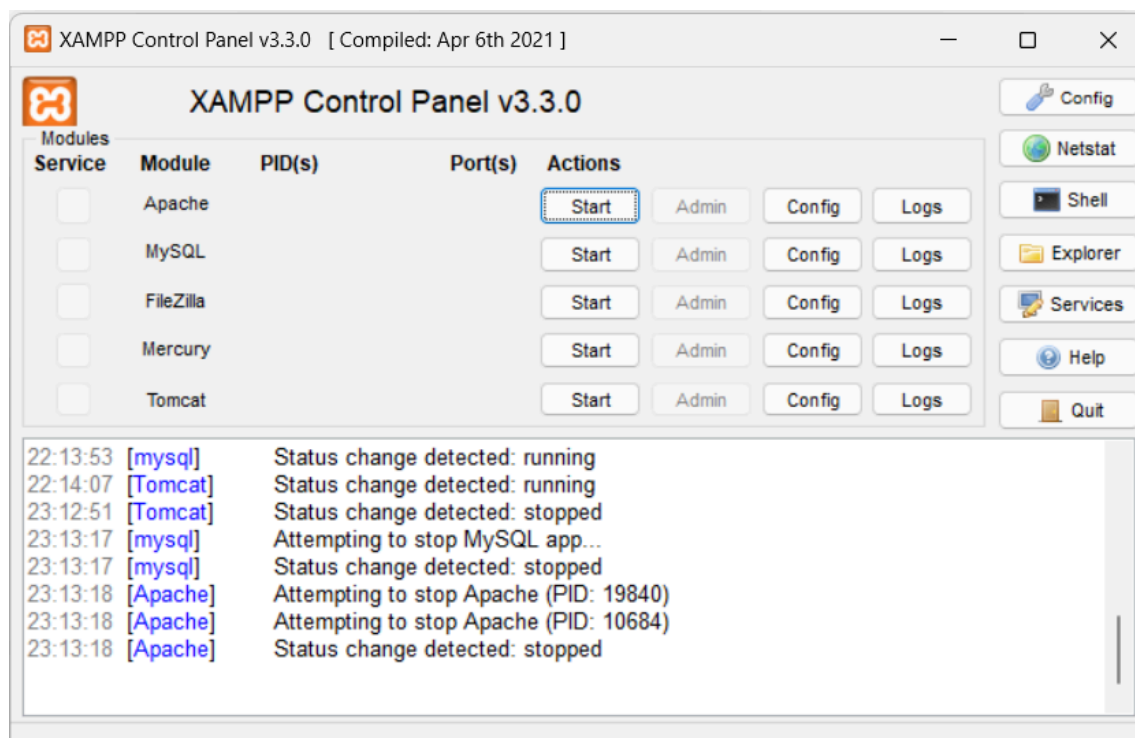 XAMPP Control Panel v3.3.0 [ Compiled: Apr 6th 2021 ]
XAMPP Control Panel v3.3.0
Config
Modules
Netstat
Service Module PID(s) Port(s) Actions
Apache Start Admin Config Logs
Shell
MySQL Start Admin Config Logs
Explorer
FileZilla Start Admin Config Logs
Services
Mercury Start Admin Config Logs
Help
Tomcat Start Admin Config Logs
Quit
22:13:53 [mysql] Status change detected: running
22:14:07 [Tomcat] Status change detected: running
23:12:51 [Tomcat] Status change detected: stopped
23:13:17 [mysql] Attempting to stop MySQL app...
23:13:17 [mysql] Status change detected: stopped
23:13:18 [Apache] Attempting to stop Apache (PID: 19840)
23:13:18 [Apache] Attempting to stop Apache (PID: 10684)
23:13:18 [Apache] Status change detected: stopped